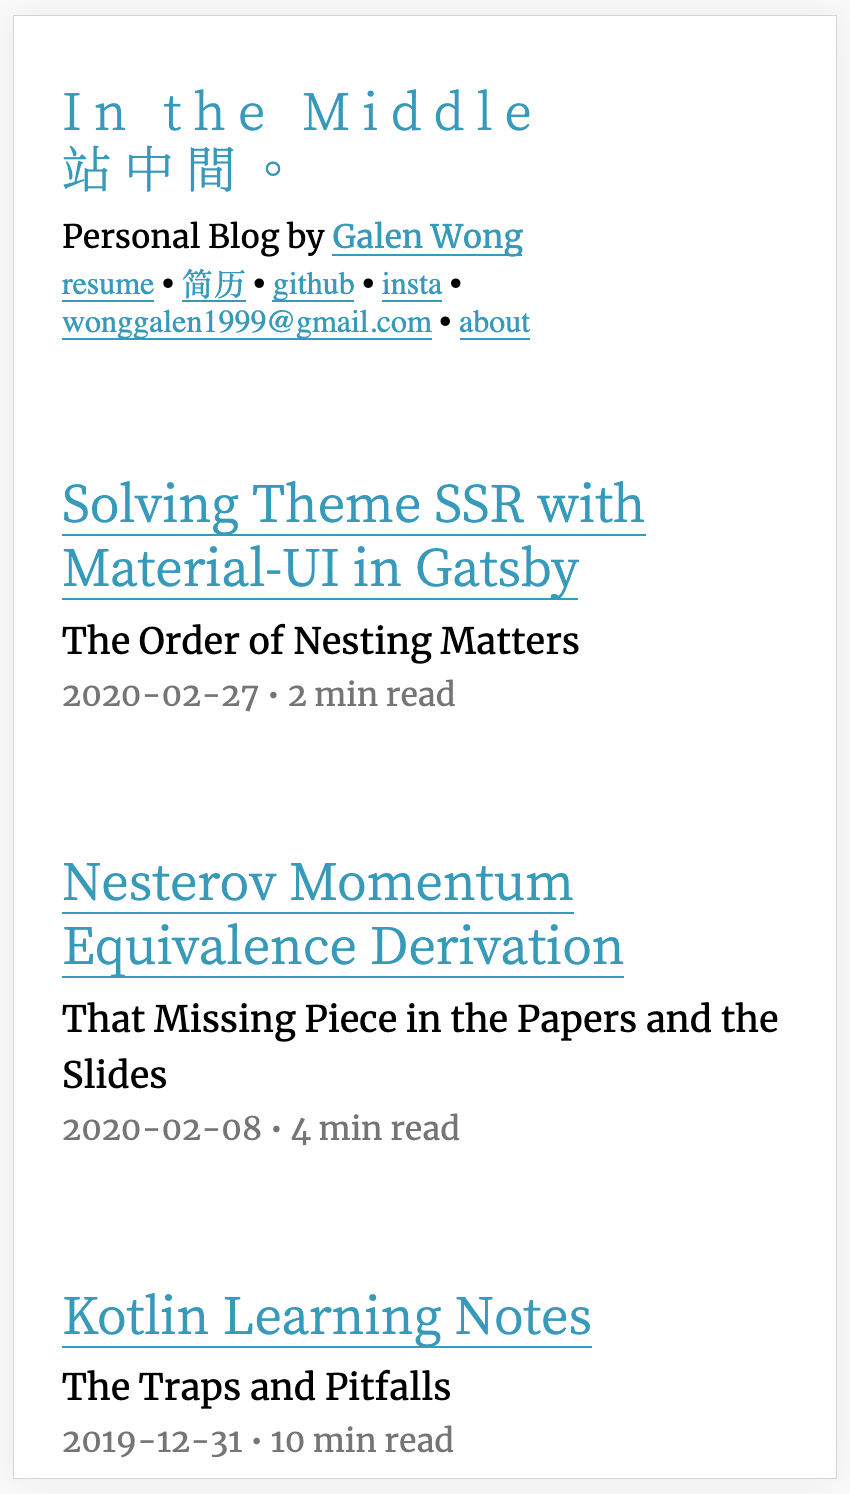 In the Middle
站中間。
Personal Blog by Galen Wong
resume • 简历 • github • insta •
wonggalen1999@gmail.com • about
Solving Theme SSR with
Material-UI in Gatsby
The Order of Nesting Matters
2020-02-27 • 2 min read
Nesterov Momentum
Equivalence Derivation
That Missing Piece in the Papers and the
Slides
2020-02-08 • 4 min read
Kotlin Learning Notes
The Traps and Pitfalls
2019-12-31 • 10 min read